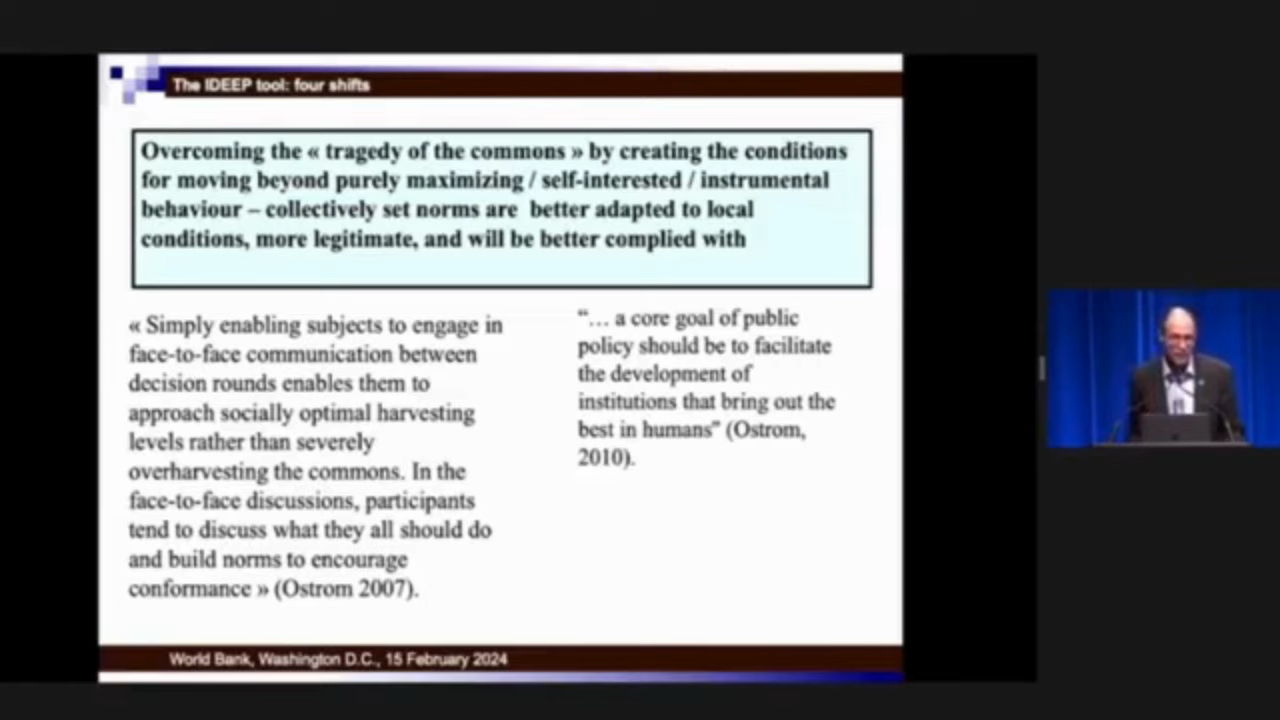 The IDEEP tool: four shifts
Overcoming the « tragedy of the commons » by creating the conditions
for moving beyond purely maximizing / self-interested / instrumental
behaviour – collectively set norms are better adapted to local
conditions, more legitimate, and will be better complied with
« Simply enabling subjects to engage in
face-to-face communication between
decision rounds enables them to
approach socially optimal harvesting
levels rather than severely
overharvesting the commons. In the
face-to-face discussions, participants
tend to discuss what they all should do
and build norms to encourage
conformance » (Ostrom 2007).
“… a core goal of public
policy should be to facilitate
the development of
institutions that bring out the
best in humans” (Ostrom,
2010).
World Bank, Washington D.C., 15 February 2024